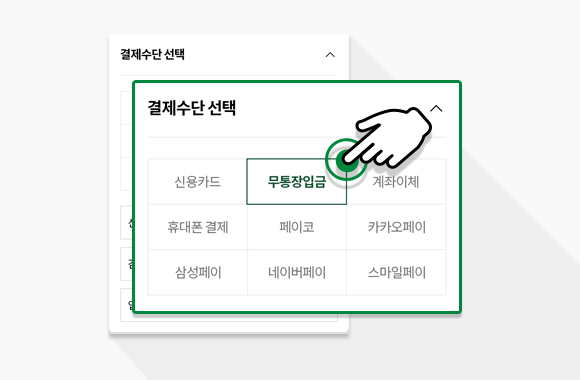 결제수단 선택
결제수단 선택
신용카드
무통장입금
계좌이체
휴대폰 결제
페이코
카카오페이
삼성페이
네이버페이
스마일페이